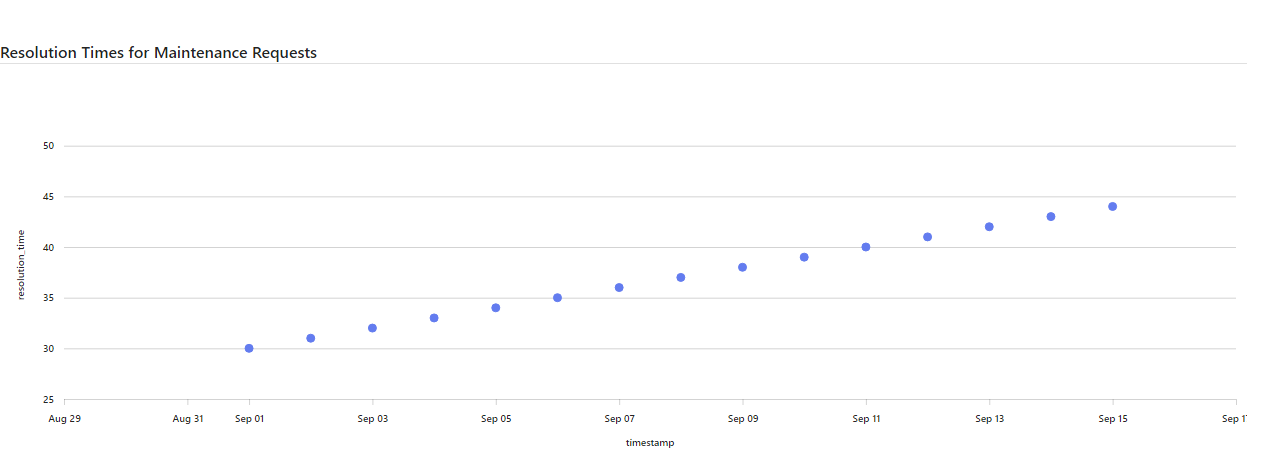 Resolution Times for Maintenance Requests
50
45
40
35
30
25
resolution_time
Aug 29 Aug 31 Sep 01 Sep 03 Sep 05 Sep 07 Sep 09 Sep 11 Sep 13 Sep 15 Sep
timestamp